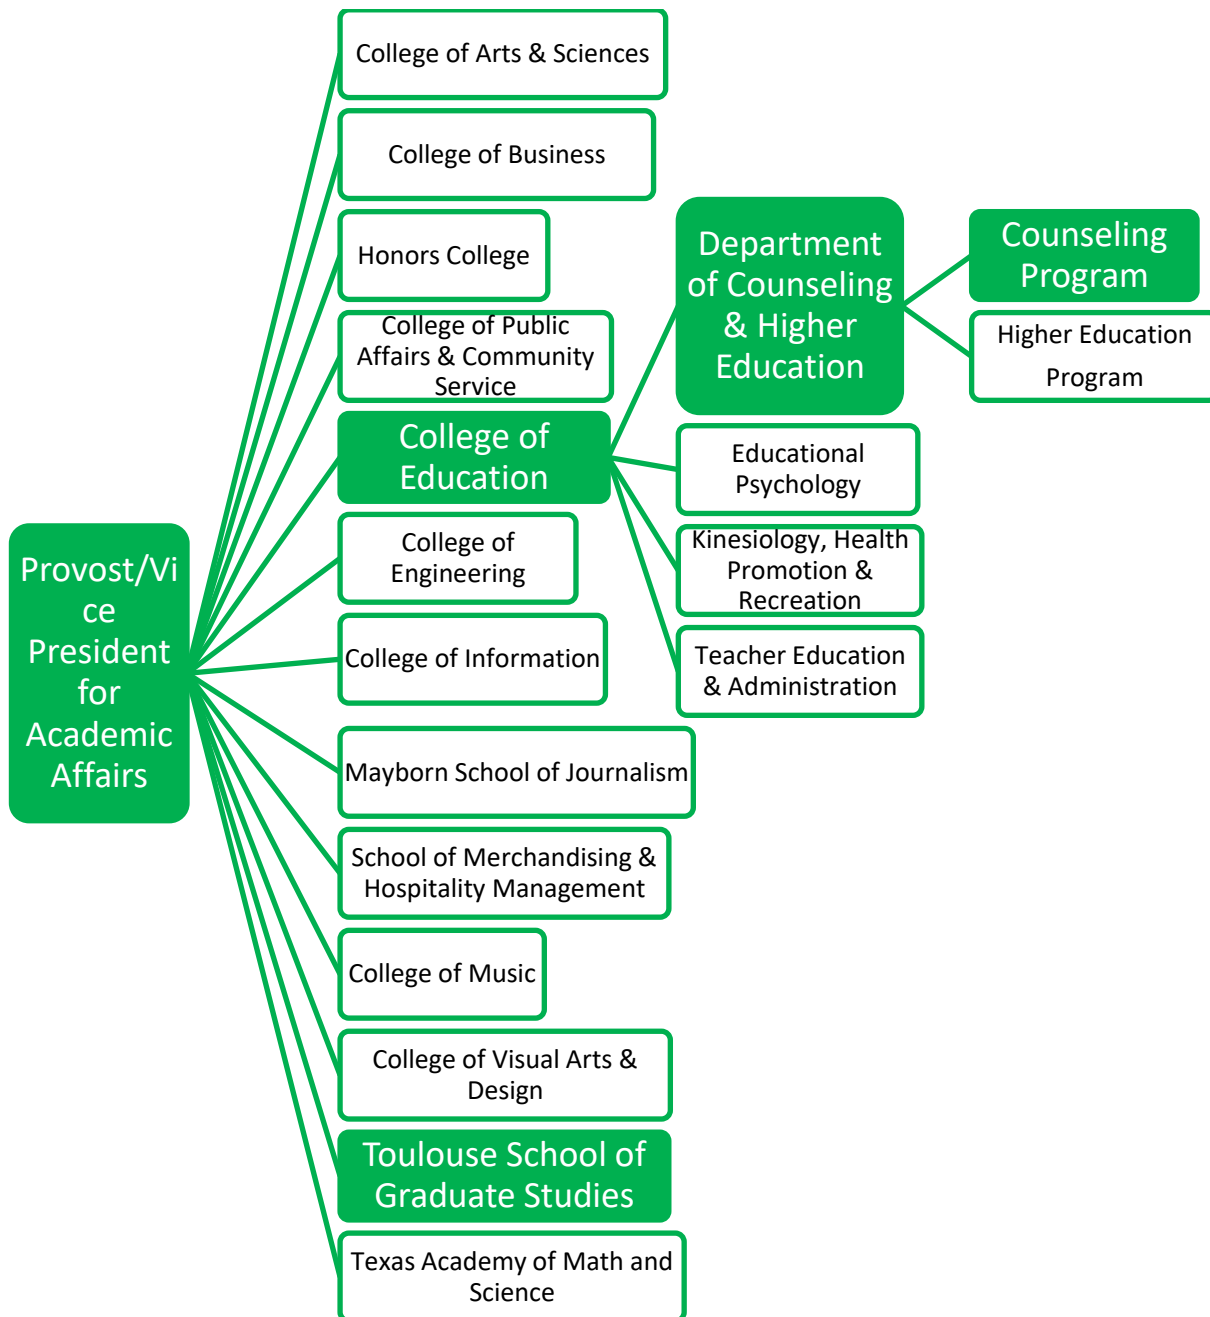 College of Arts & Sciences
College of Business
Honors College
College of Public
Affairs & Community
Service
College of
Education
College of
Engineering
College of Information
Mayborn School of Journalism
School of Merchandising &
Hospitality Management
College of Music
College of Visual Arts &
Design
Toulouse School of
Graduate Studies
Texas Academy of Math and
Science
Provost/Vi
ce
President
for
Academic
Affairs
Department
of Counseling
& Higher
Education
Educational
Psychology
Kinesiology, Health
Promotion &
Recreation
Teacher Education
& Administration
Counseling
Program
Higher Education
Program